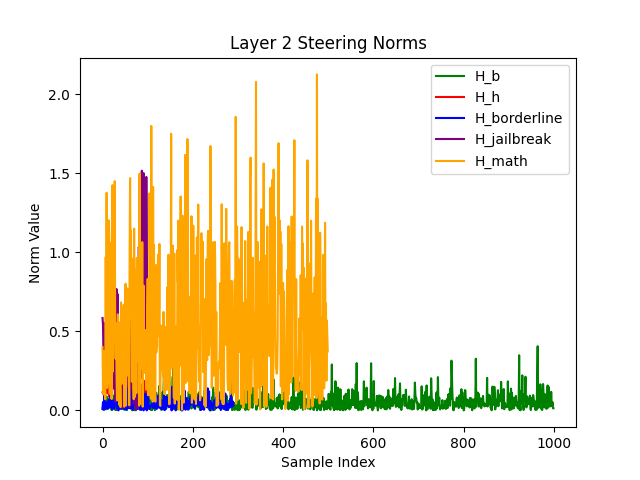 Layer 2 Steering Norms
H_b
H_h
H_borderline
H_jailbreak
H_math
Norm Value
2.0
1.5
1.0
0.5
0.0
0 200 400 600 800 1000
Sample Index